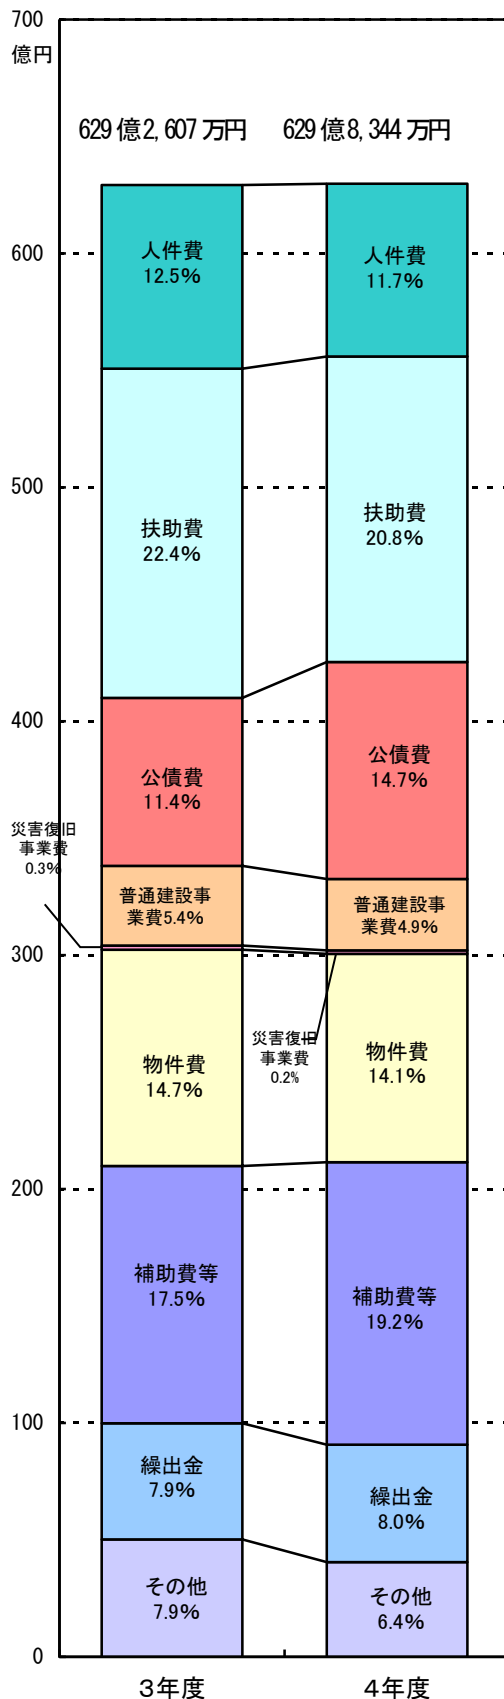 700
億円
629億2,607万円 629億8,344万円
人件費
12.5%
人件費
11.7%
600
扶助費
22.4%
扶助費
20.8%
500
400
公債費
11.4%
公債費
14.7%
災害復旧
事業費
0.3%
普通建設事
業費5.4%
普通建設事
業費4.9%
300
災害復旧
事業費
0.2%
物件費
14.7%
物件費
14.1%
200
補助費等
17.5%
補助費等
19.2%
100
繰出金
7.9%
繰出金
8.0%
その他
7.9%
その他
6.4%
0
3年度
4年度